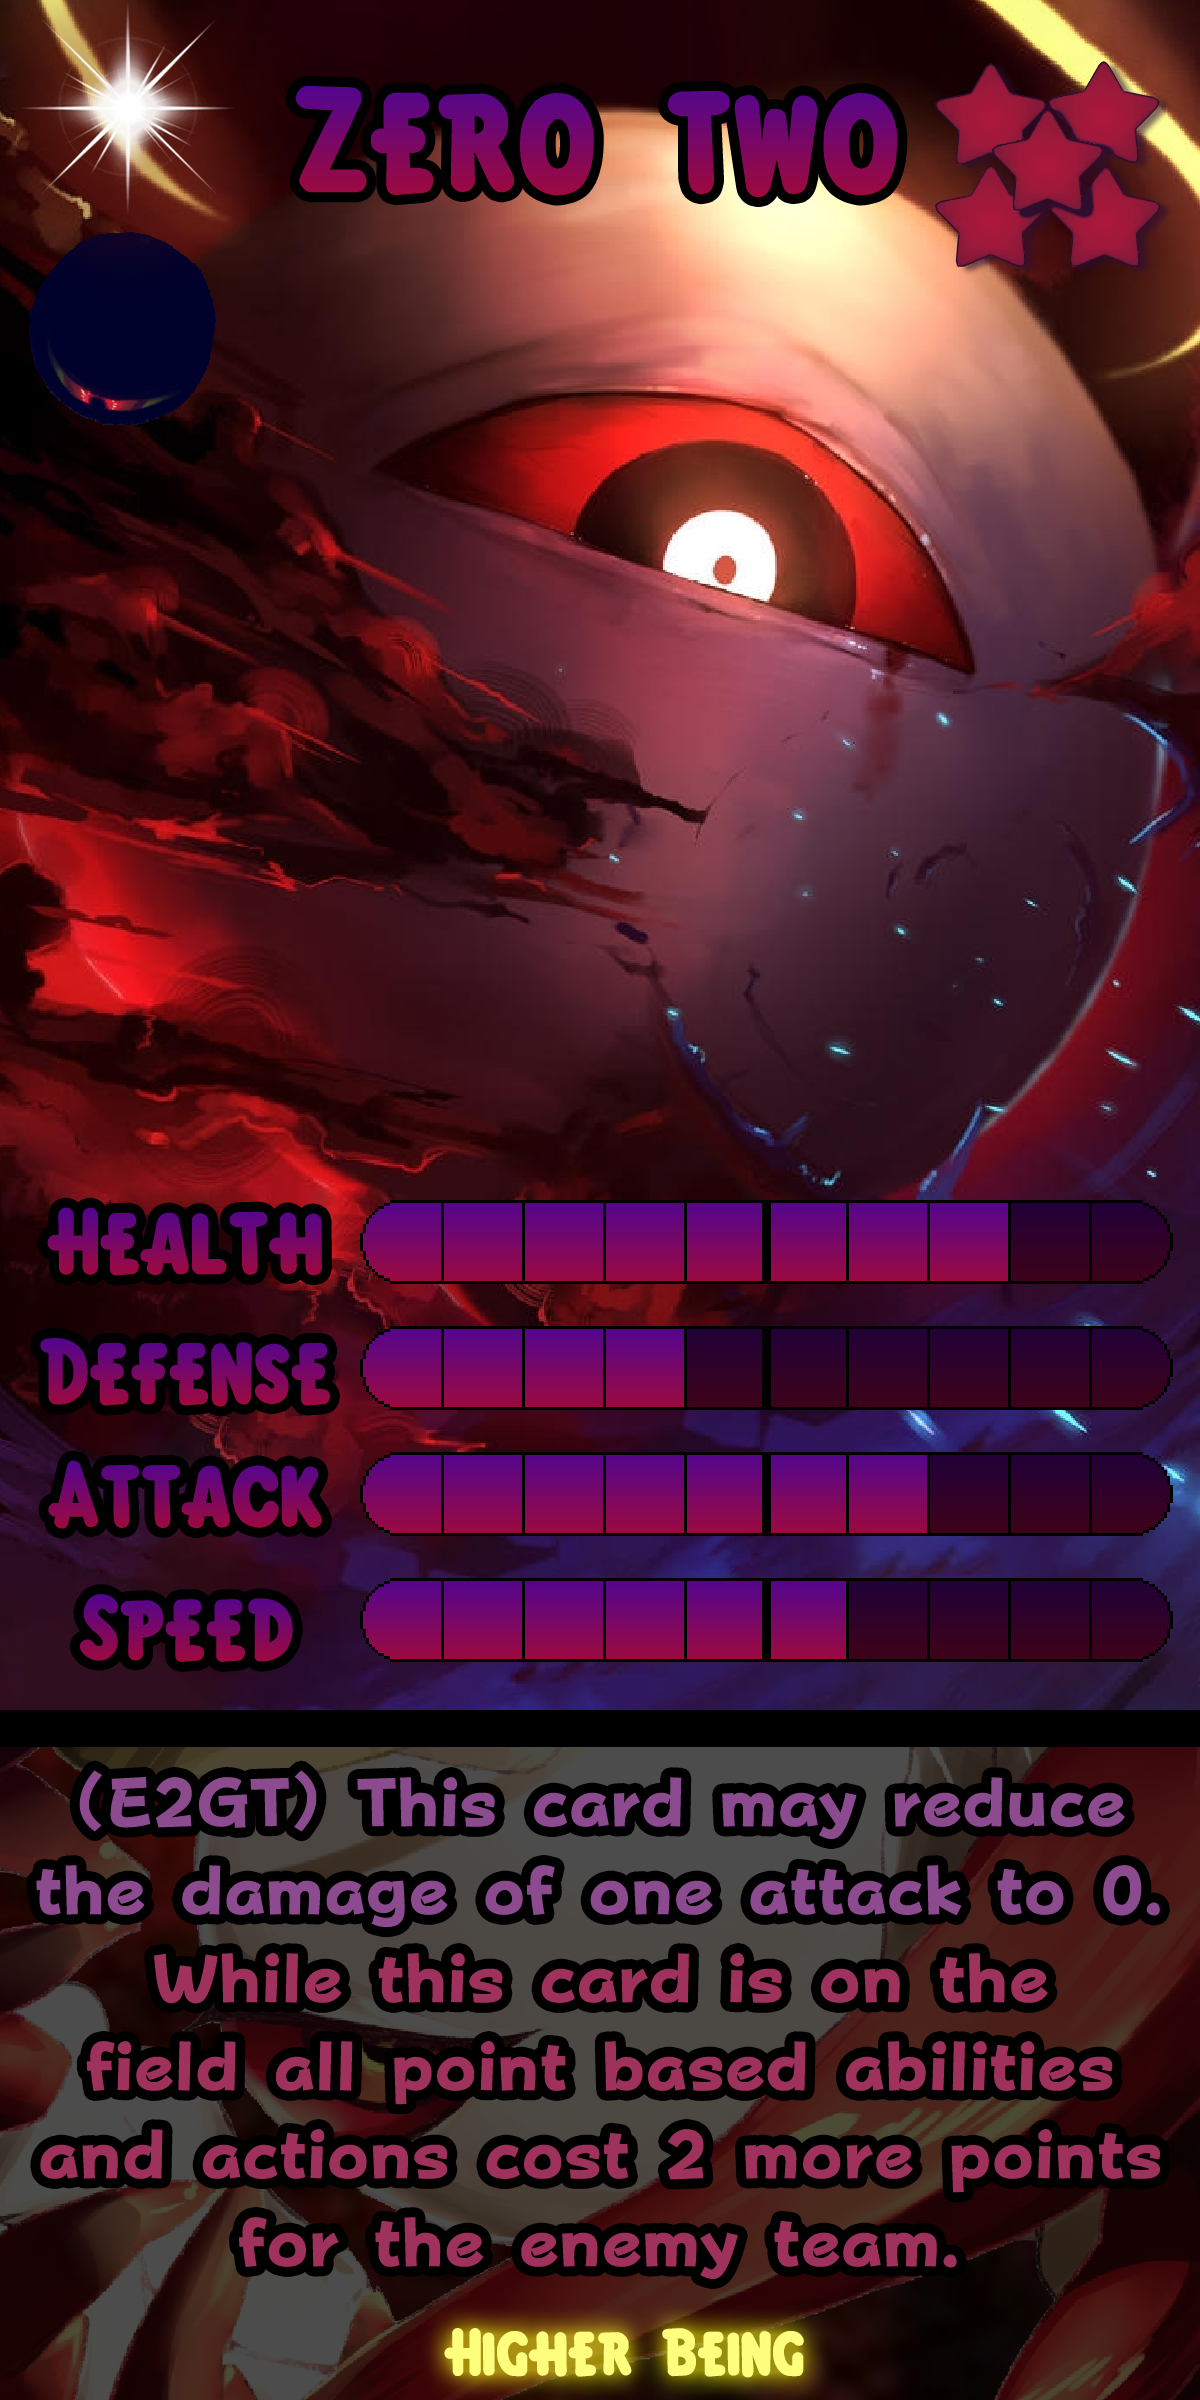 Zero Two
Health
Defense
Attack
Speed
(E2GT) This card may reduce
the damage of one attack to 0.
While this card is on the
field all point based abilities
and actions cost 2 more points
for the enemy team.
Higher Being